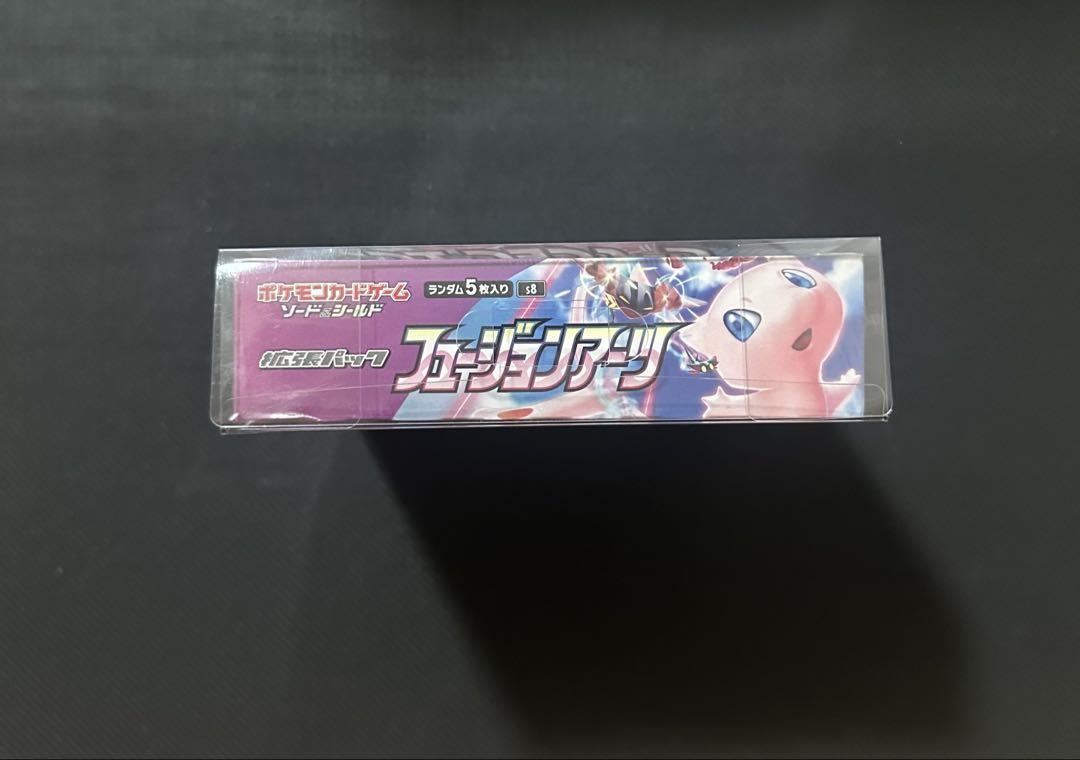 ポケモンカードゲーム
ソード&シールド
ランダム5枚入り S8
拡張パック
フュージョンアーツ